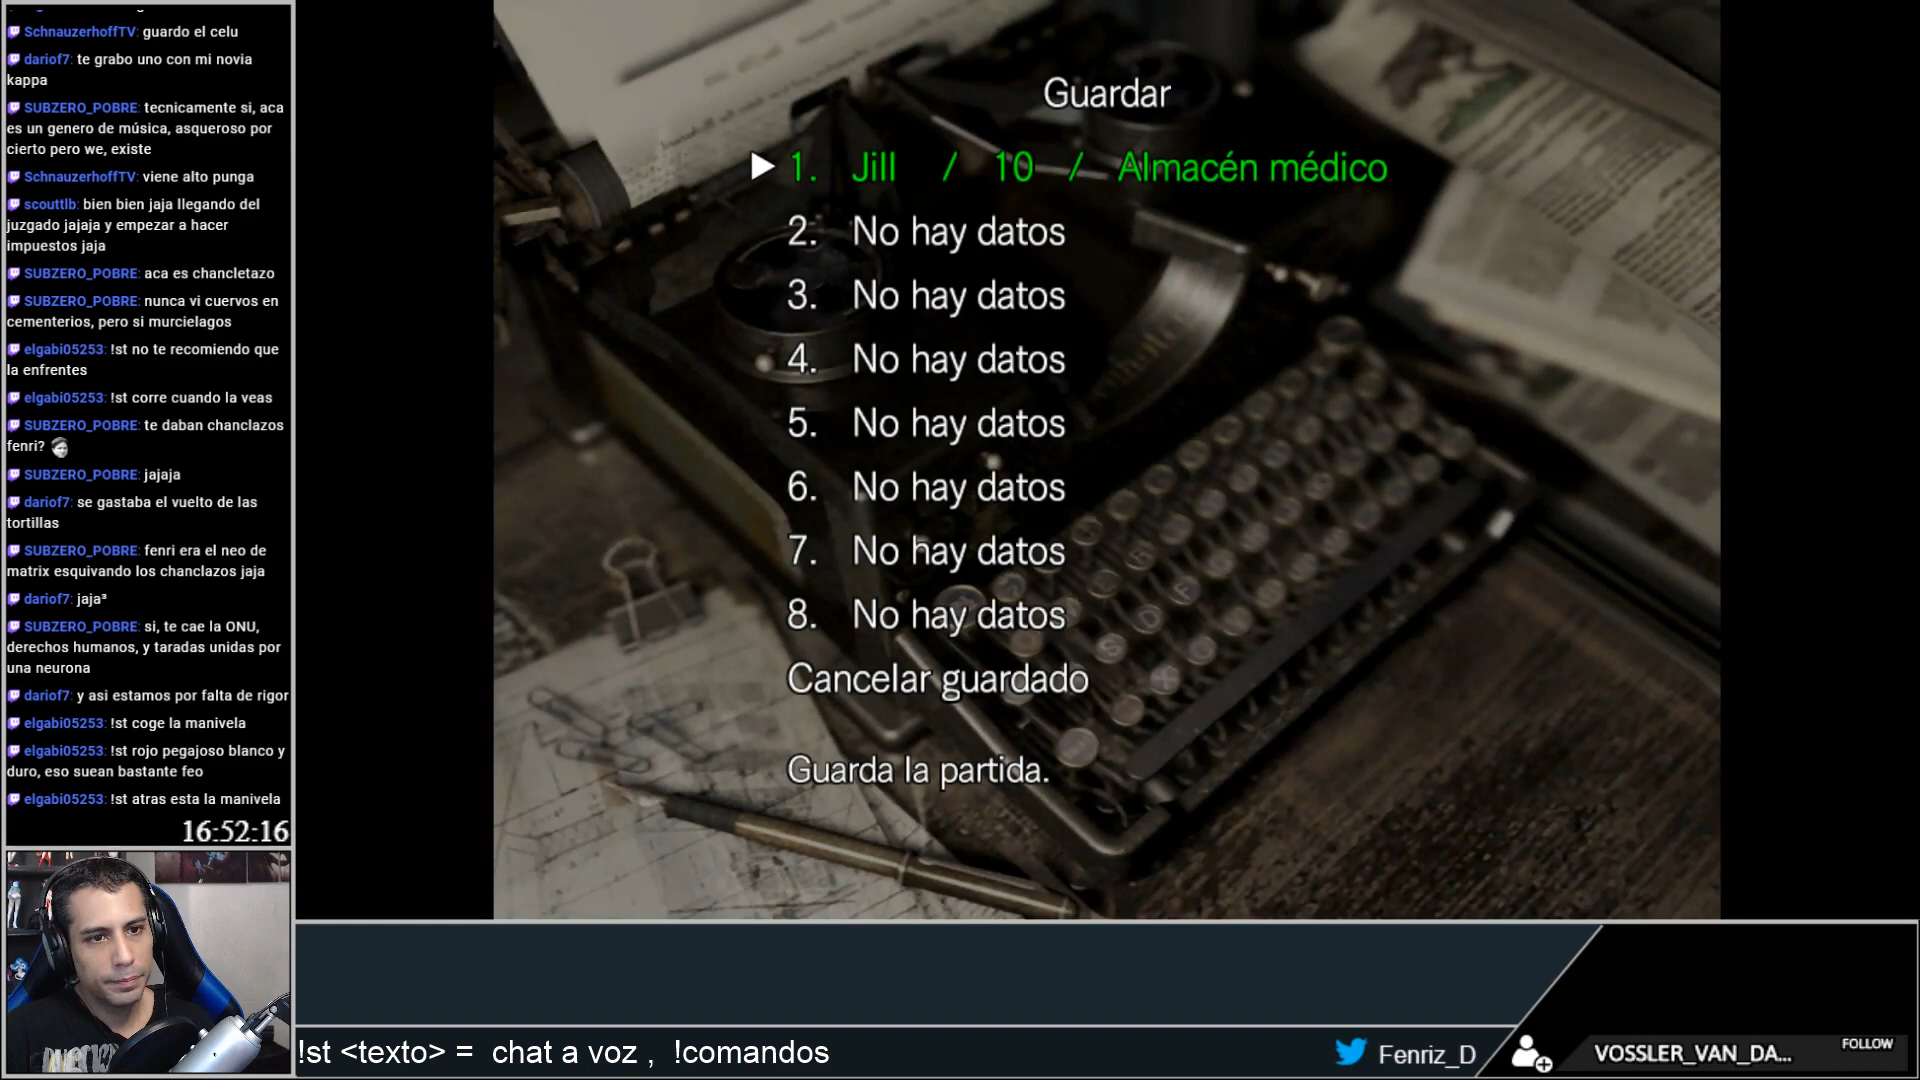 SchnauzerhoffTV: guardo el celu
dariof7: te grabo uno con mi novia
kappa
SUBZERO_POBRE: tecnicamente si, aca
es un genero de música, asqueroso por
cierto pero we, existe
SchnauzerhoffTV: viene alto punga
scouttlb: bien bien jaja llegando del
juzgado jajaja y empezar a hacer
impuestos jaja
SUBZERO_POBRE: aca es chancletazo
SUBZERO_POBRE: nunca vi cuervos en
cementerios, pero si murcielagos
elgabi05253: !st no te recomiendo que
la enfrentes
elgabi05253: !st corre cuando la veas
SUBZERO_POBRE: te daban chanclazos
fenri?
SUBZERO_POBRE: jajaja
dariof7: se gastaba el vuelto de las
tortillas
SUBZERO_POBRE: fenri era el neo de
matrix esquivando los chanclazos jaja
dariof7: jaja³
SUBZERO_POBRE: si, te cae la ONU,
derechos humanos, y taradas unidas por
una neurona
dariof7: y asi estamos por falta de rigor
elgabi05253: !st coge la manivela
elgabi05253: !st rojo pegajoso blanco y
duro, eso suean bastante feo
elgabi05253: !st atras esta la manivela
16:52:16
Guardar
1. Jill / 10 / Almacén médico
2. No hay datos
3. No hay datos
4. No hay datos
5. No hay datos
6. No hay datos
7. No hay datos
8. No hay datos
Cancelar guardado
Guarda la partida.
!st <texto> = chat a voz , !comandos
Fenriz_D
VOSSLER_VAN_DA...
FOLLOW